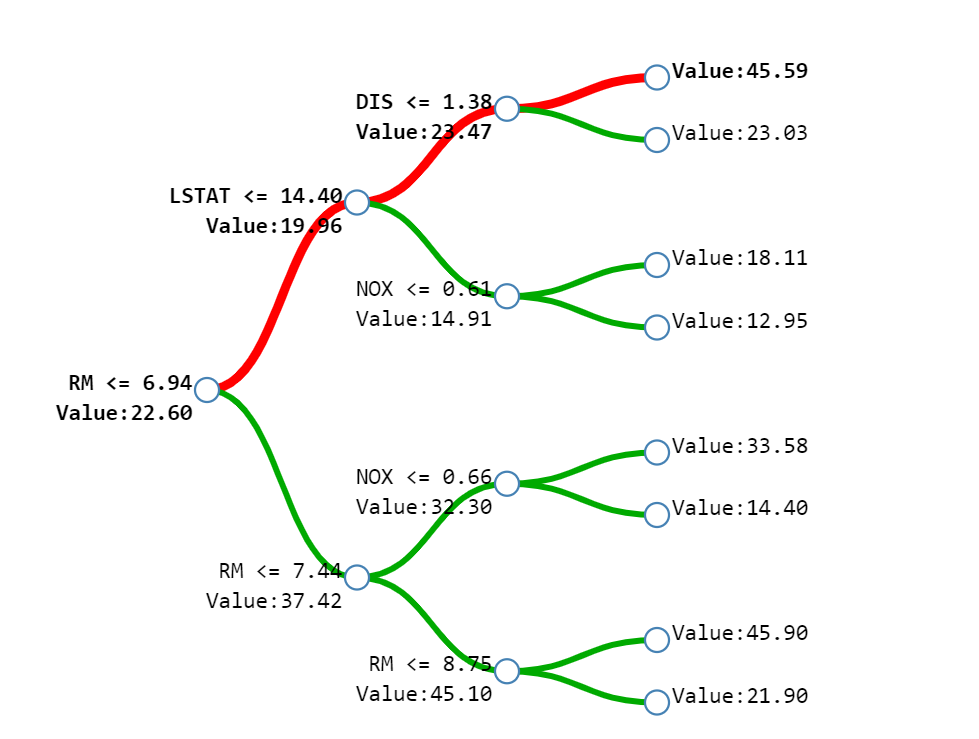 Value:45.59
DIS <= 1.38
Value:23.47
Value:23.03
LSTAT <= 14.40
Value:19.96
Value:18.11
NOX <= 0.61
Value:14.91
Value:12.95
RM <= 6.94
Value:22.60
Value:33.58
NOX <= 0.66
Value:32.30
Value:14.40
RM <= 7.44
Value:37.42
Value:45.90
RM <= 8.75
Value:45.10
Value:21.90